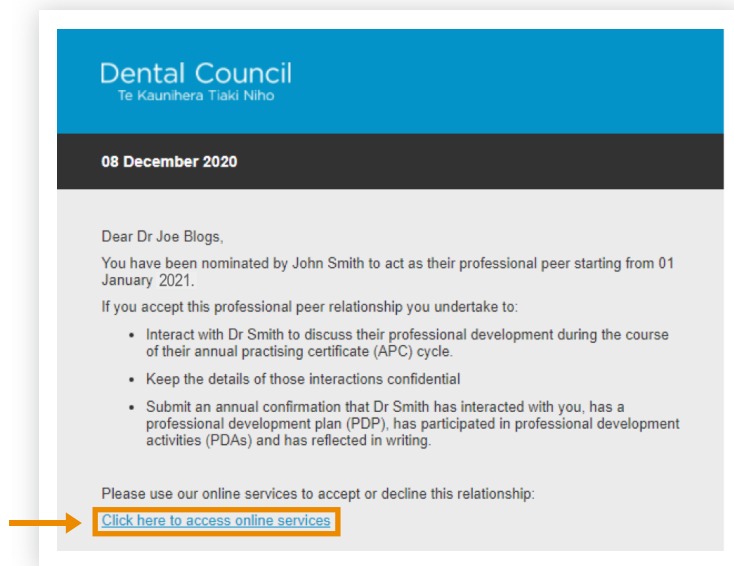 Dental Council
Te Kaunihera Tiaki Niho
08 December 2020
Dear Dr Joe Blogs,
You have been nominated by John Smith to act as their professional peer starting from 01
January 2021.
If you accept this professional peer relationship you undertake to:
• Interact with Dr Smith to discuss their professional development during the course
of their annual practising certificate (APC) cycle.
• Keep the details of those interactions confidential
• Submit an annual confirmation that Dr Smith has interacted with you, has a
professional development plan (PDP), has participated in professional development
activities (PDAs) and has reflected in writing.
Please use our online services to accept or decline this relationship:
Click here to access online services